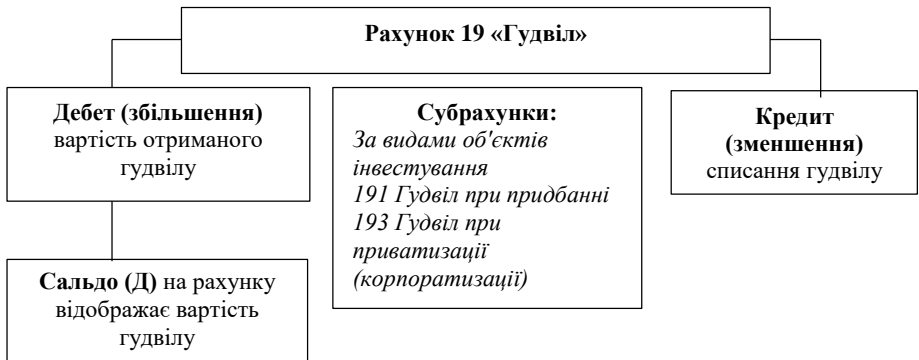 Рахунок 19 «Гудвіл»
Дебет (збільшення)
вартість отриманого
гудвілу
Сальдо (Д) на рахунку
відображає вартість
гудвілу
Субрахунки:
За видами об'єктів
інвестування
191 Гудвіл при придбанні
193 Гудвіл при
приватизації
(корпоратизації)
Кредит
(зменшення)
списання гудвілу